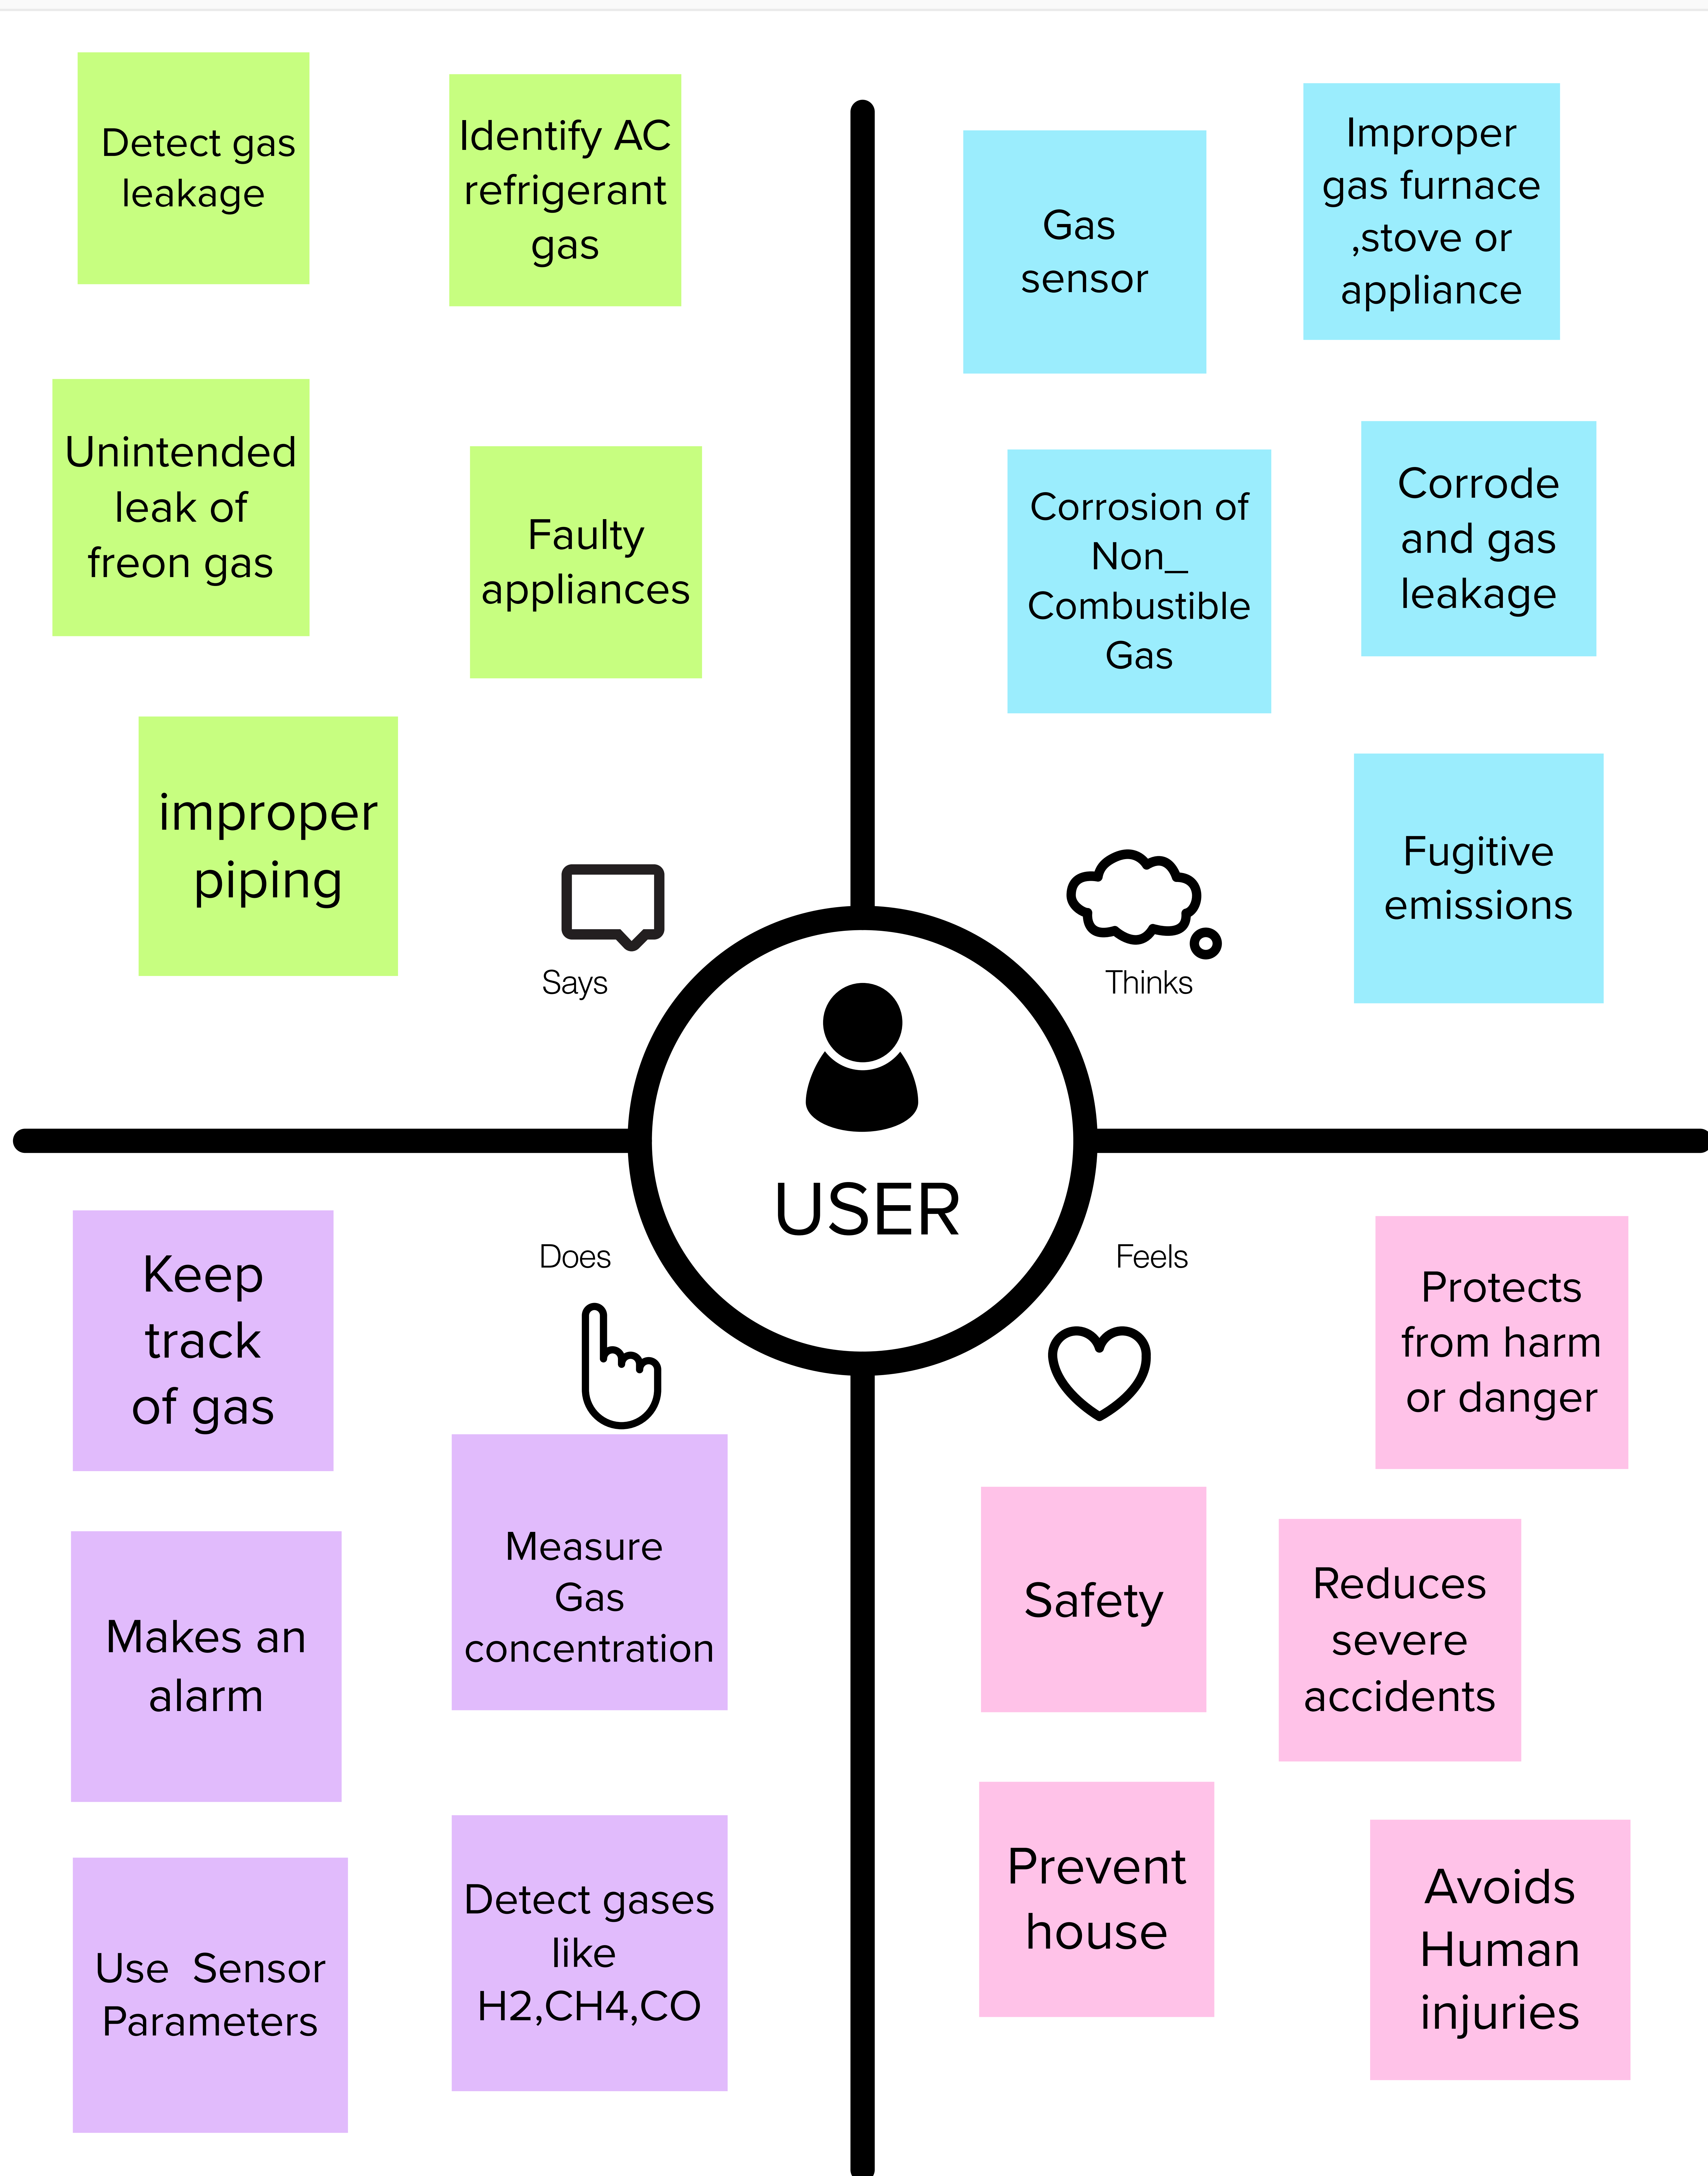 Detect gas
leakage
Identify AC
refrigerant
gas
Unintended
leak of
freon gas
Faulty
appliances
improper
piping
Says
Gas
sensor
Improper
gas furnace
,stove or
appliance
Corrosion of
Non_
Combustible
Gas
Corrode
and gas
leakage
Fugitive
emissions
Thinks
USER
Does
Keep
track
of gas
Measure
Gas
concentration
Makes an
alarm
Use  Sensor
Parameters
Detect gases
like
H2,CH4,CO
Feels
Protects
from harm
or danger
Safety
Reduces
severe
accidents
Prevent
house
Avoids
Human
injuries